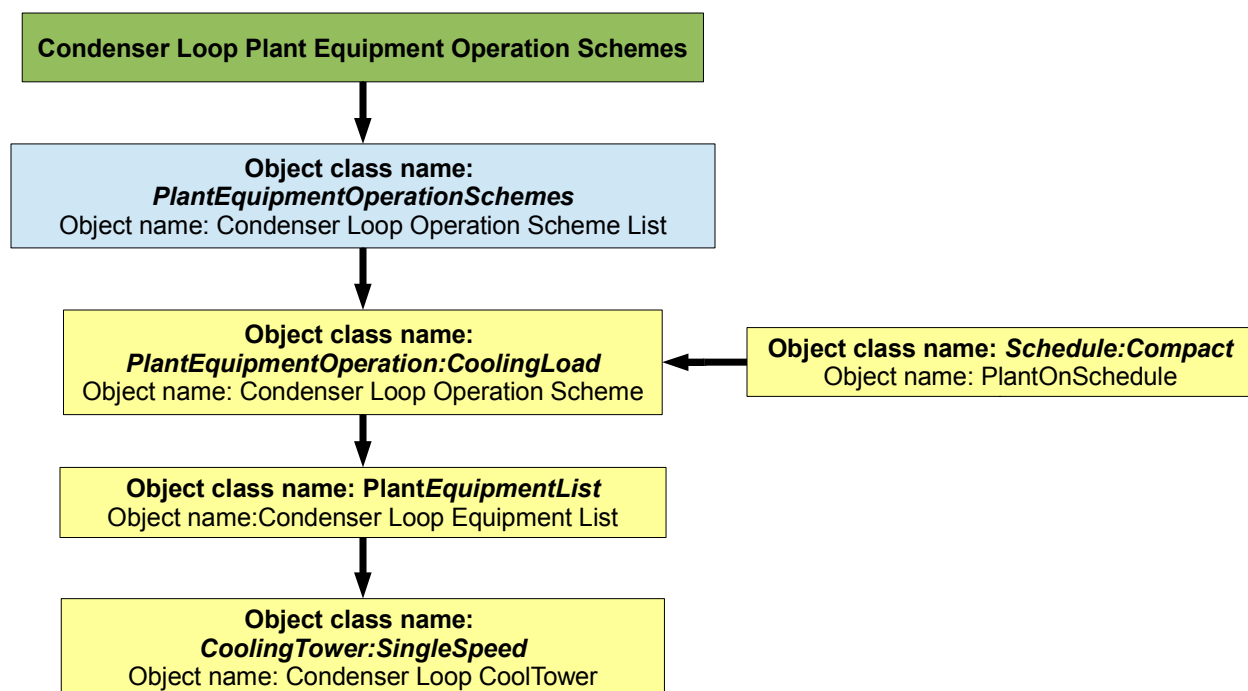 Condenser Loop Plant Equipment Operation Schemes
Object class name:
PlantEquipmentOperationSchemes
Object name: Condenser Loop Operation Scheme List
Object class name:
PlantEquipmentOperation:CoolingLoad
Object name: Condenser Loop Operation Scheme
Object class name: Schedule:Compact
Object name: PlantOnSchedule
Object class name: PlantEquipmentList
Object name:Condenser Loop Equipment List
Object class name:
CoolingTower:SingleSpeed
Object name: Condenser Loop CoolTower